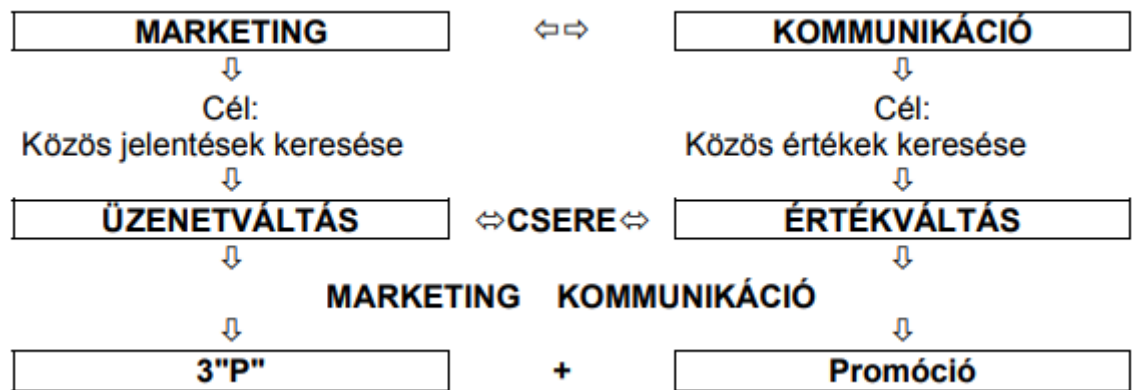 MARKETING ⇦⇨ KOMMUNIKÁCIÓ
⇩ ⇩
Cél: Cél:
Közös jelentések keresése Közös értékek keresése
⇩ ⇩
ÜZENETVÁLTÁS ⬄CSERE⬄ ÉRTÉKVÁLTÁS
⇩ ⇩
MARKETING KOMMUNIKÁCIÓ
⇩ ⇩
3"P" + Promóció